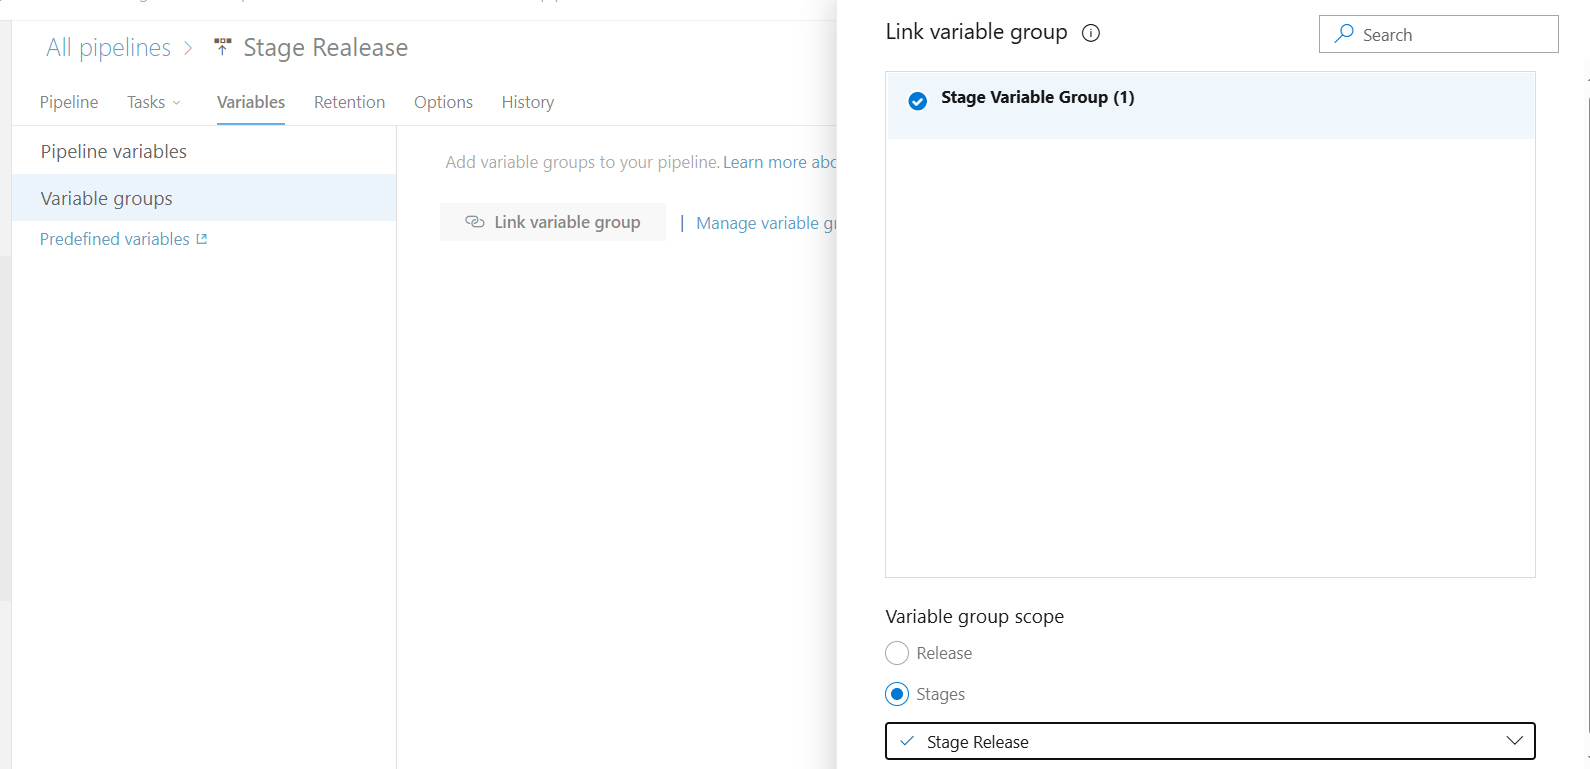 All pipelines > Stage Realease
Pipeline Tasks Variables Retention Options History
Pipeline variables
Variable groups
Predefined variables
Add variable groups to your pipeline. Learn more
Link variable group | Manage variable
Link variable group
Search
Stage Variable Group (1)
Variable group scope
Release
Stages
Stage Release